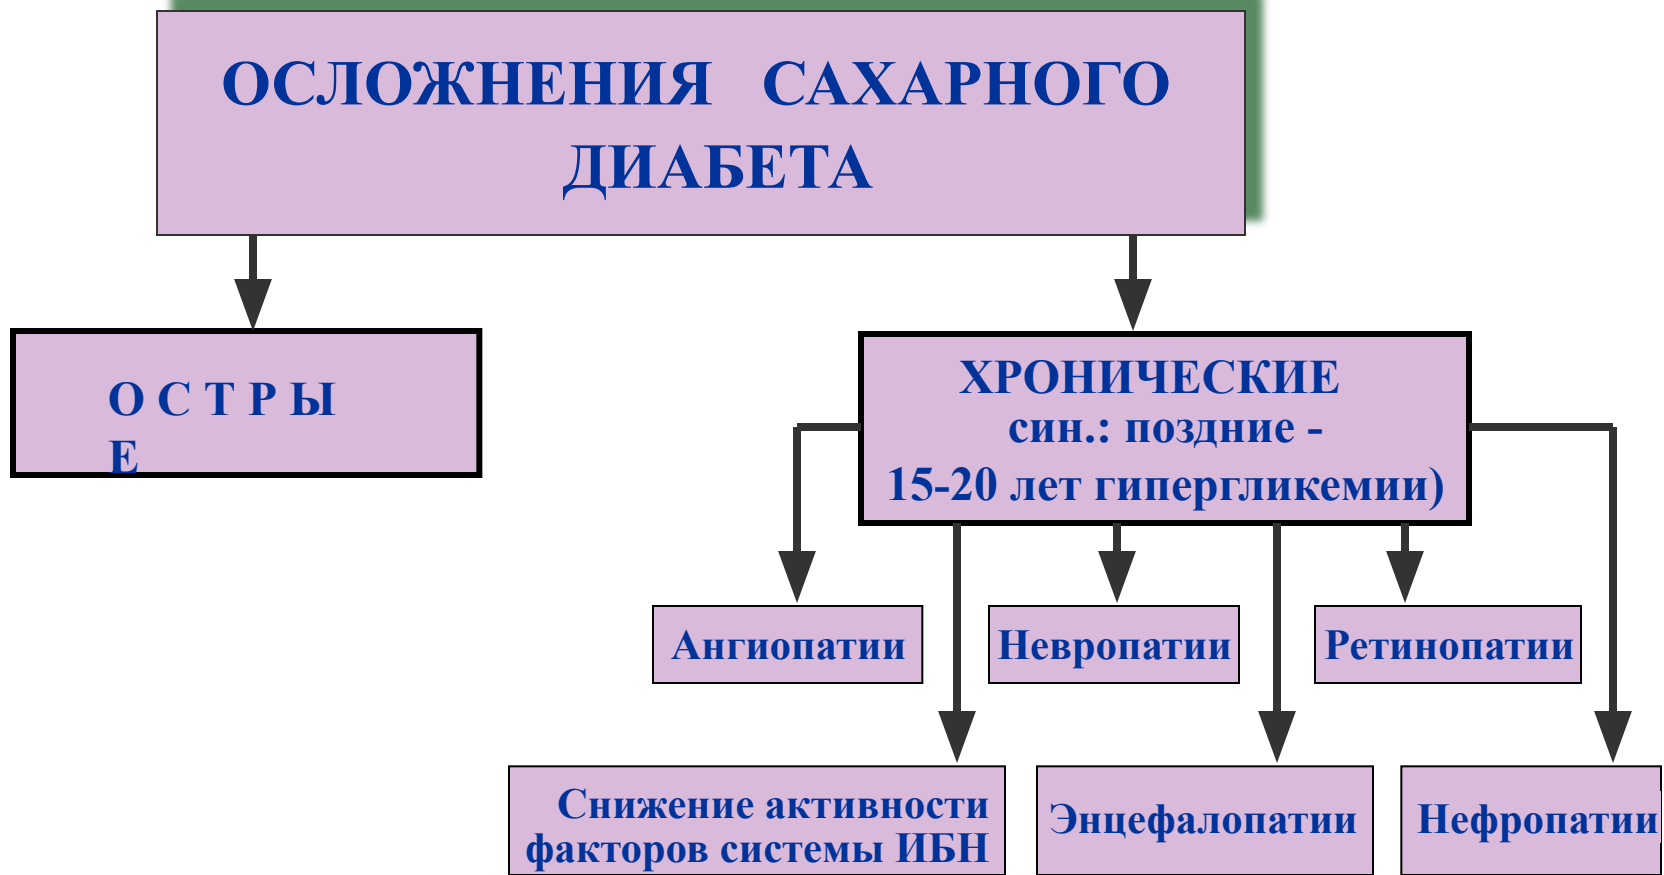 ОСЛОЖНЕНИЯ САХАРНОГО
ДИАБЕТА
О С Т Р Ы
Е
ХРОНИЧЕСКИЕ
син.: поздние -
15-20 лет гипергликемии)
Ангиопатии
Невропатии
Ретинопатии
Снижение активности
факторов системы ИБН
Энцефалопатии
Нефропатии